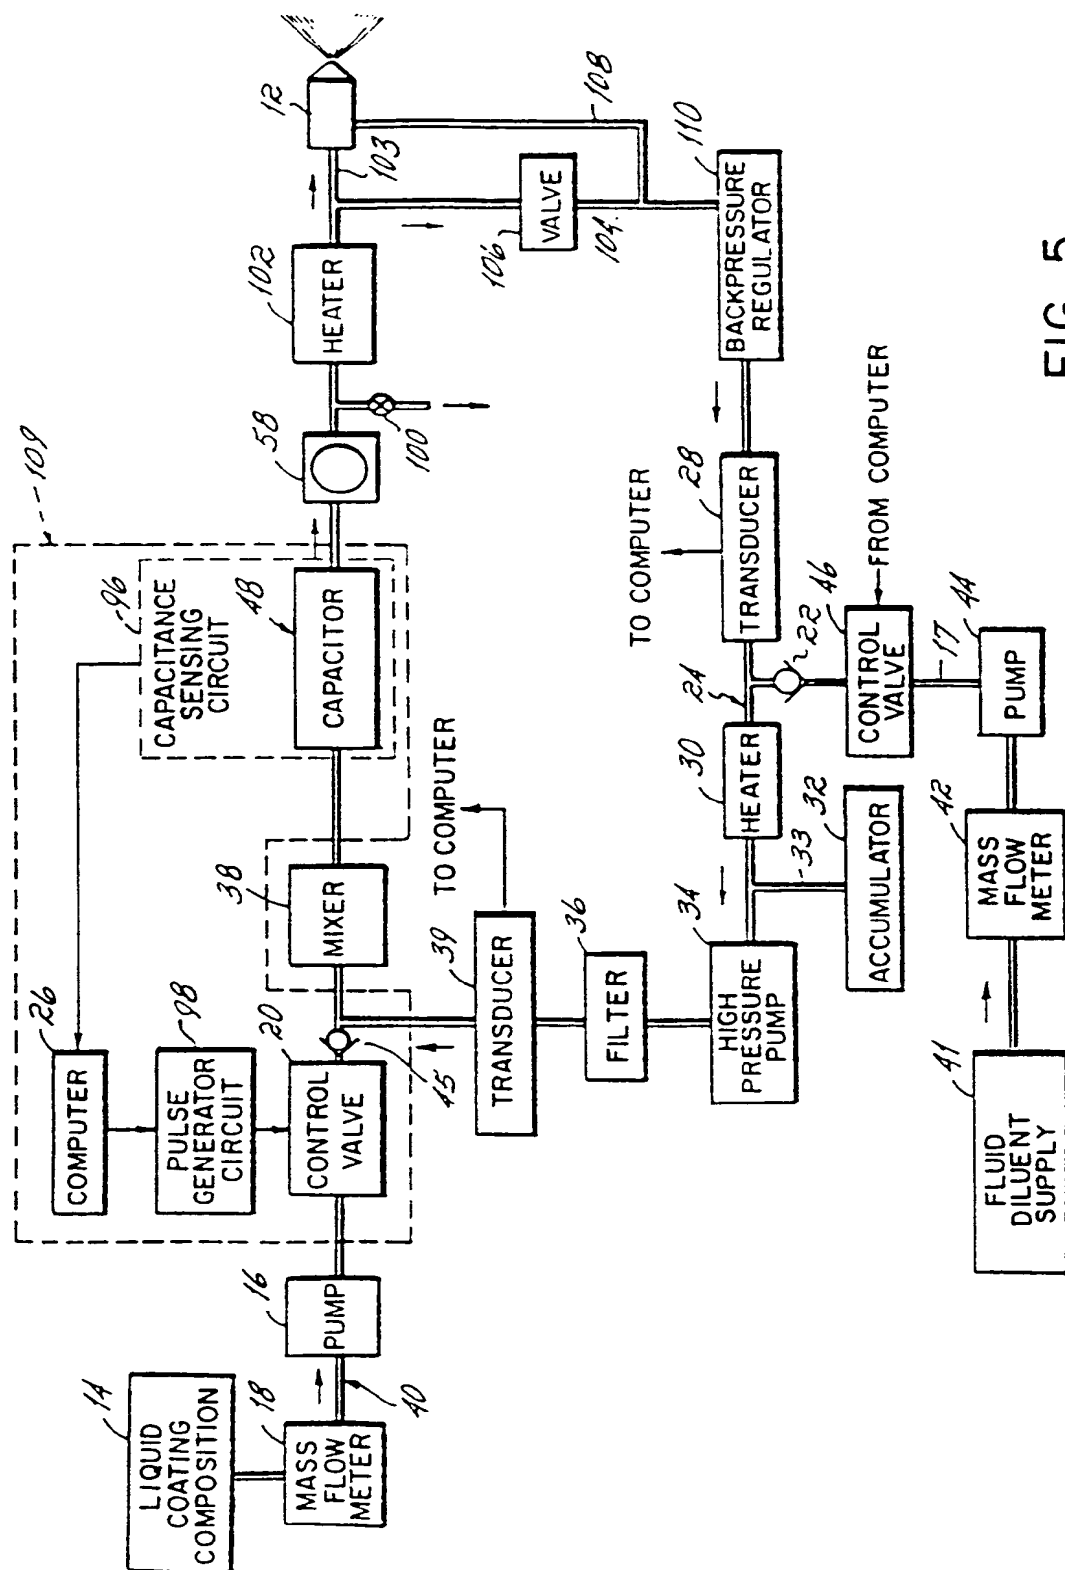 109
96
CAPACITANCE
SENSING
CIRCUIT
26
COMPUTER
98
PULSE
GENERATOR
CIRCUIT
20
CONTROL
VALVE
45
38
MIXER
48
CAPACITOR
58
100
102
HEATER
103
12
108
106
VALVE
104
110
BACKPRESSURE
REGULATOR
14
LIQUID
COATING
COMPOSITION
18
MASS
FLOW
METER
40
16
PUMP
TO COMPUTER
39
TRANSDUCER
36
FILTER
34
HIGH
PRESSURE
PUMP
33
32
ACCUMULATOR
30
HEATER
24
TO COMPUTER
28
TRANSDUCER
22
46
CONTROL
VALVE
FROM COMPUTER
17
44
PUMP
42
MASS
FLOW
METER
41
FLUID
DILUENT
SUPPLY
FIG. 5